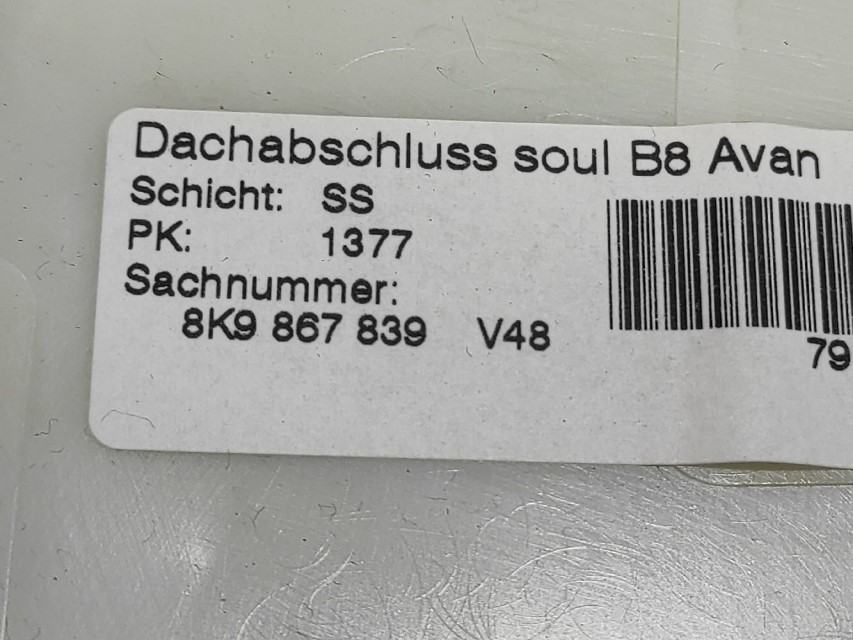 Dachabschluss soul B8 Avan
Schicht: SS
PK: 1377
Sachnummer:
8K9 867 839 V48
79